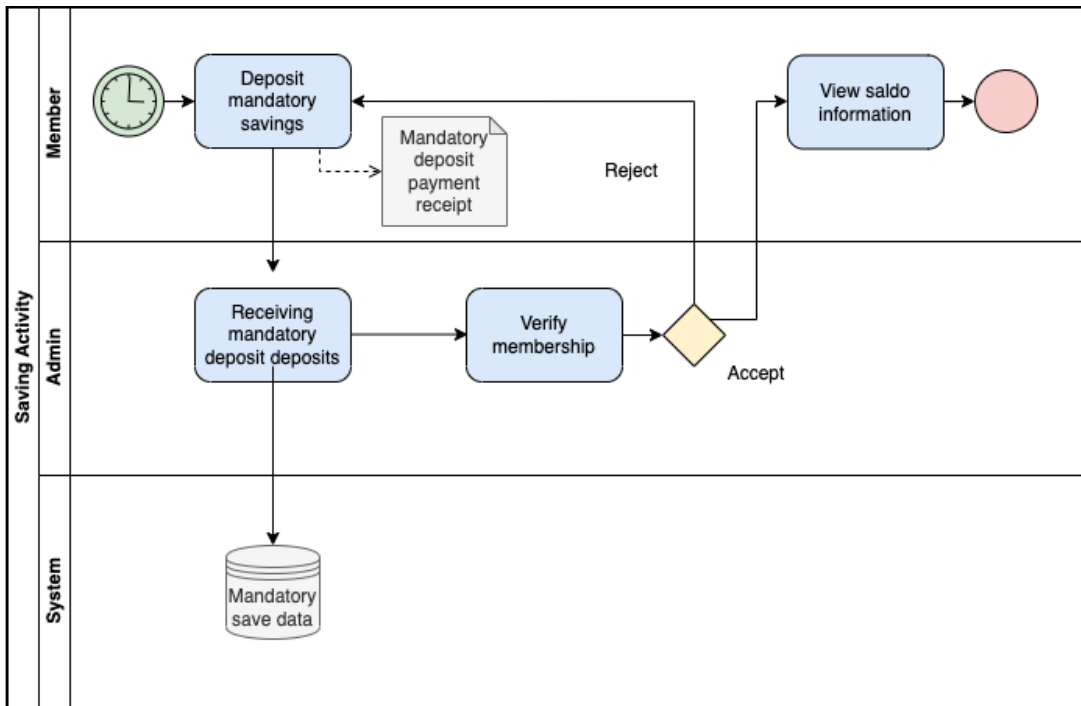 Saving Activity
Member
Deposit
mandatory
savings
Mandatory
deposit
payment
receipt
Reject
View saldo
information
Admin
Receiving
mandatory
deposit deposits
Verify
membership
Accept
System
Mandatory
save data